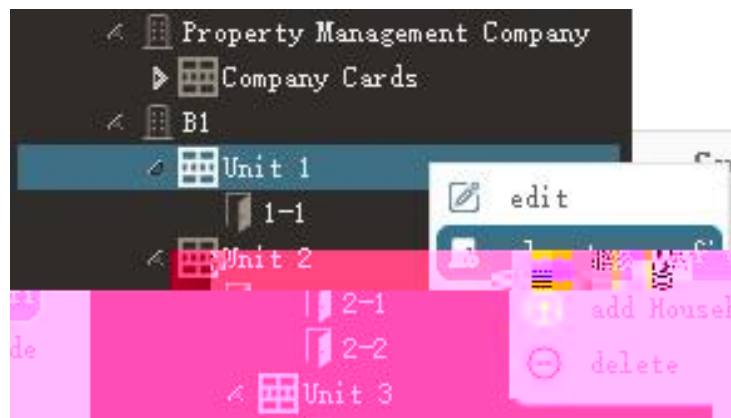 Property Management Company
Company Cards
B1
Unit 1
edit
1-1
Unit 2
2-1
add
2-2
delete
Unit 3